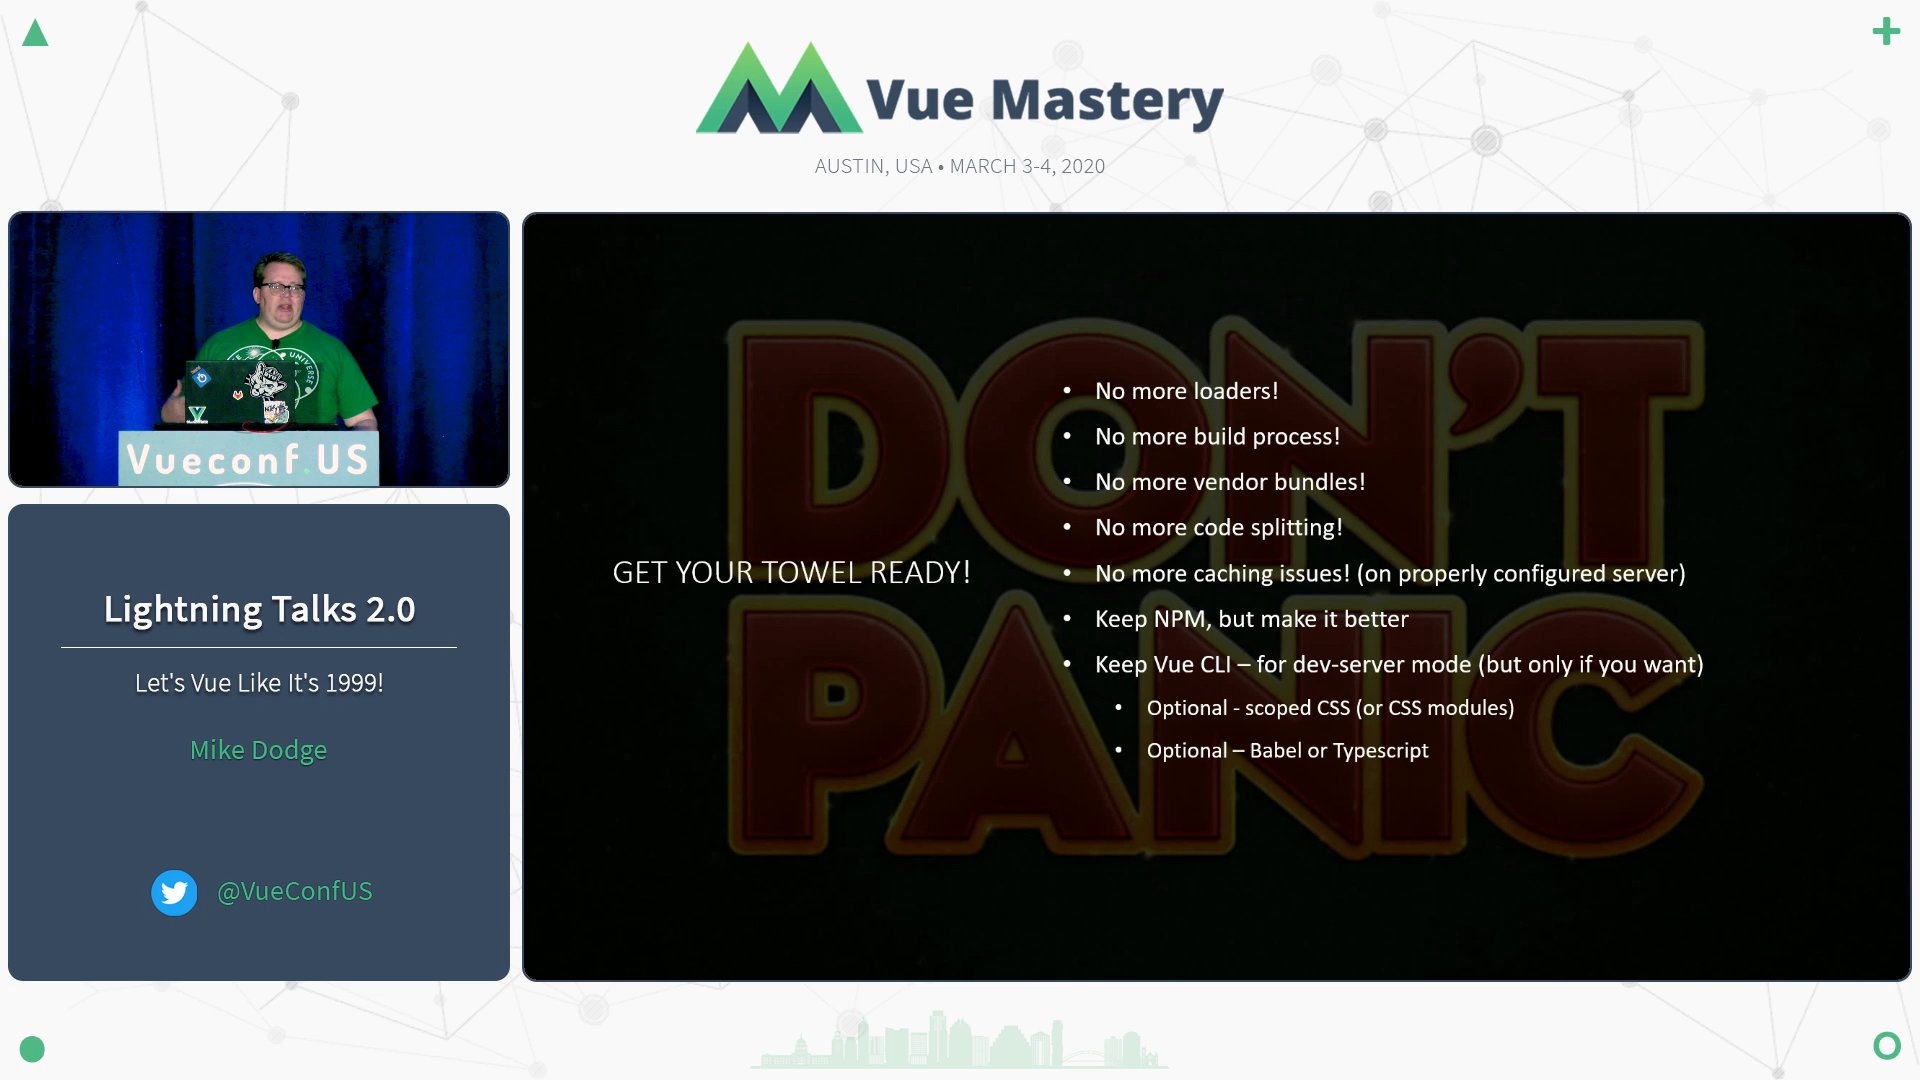 Vue Mastery
AUSTIN, USA • MARCH 3-4, 2020
UNIVERSE
Vueconf.US
Lightning Talks 2.0
Let's Vue Like It's 1999!
Mike Dodge
@VueConfUS
DON'T
PANIC
GET YOUR TOWEL READY!
• No more loaders!
• No more build process!
• No more vendor bundles!
• No more code splitting!
• No more caching issues! (on properly configured server)
• Keep NPM, but make it better
• Keep Vue CLI – for dev-server mode (but only if you want)
• Optional - scoped CSS (or CSS modules)
• Optional – Babel or Typescript